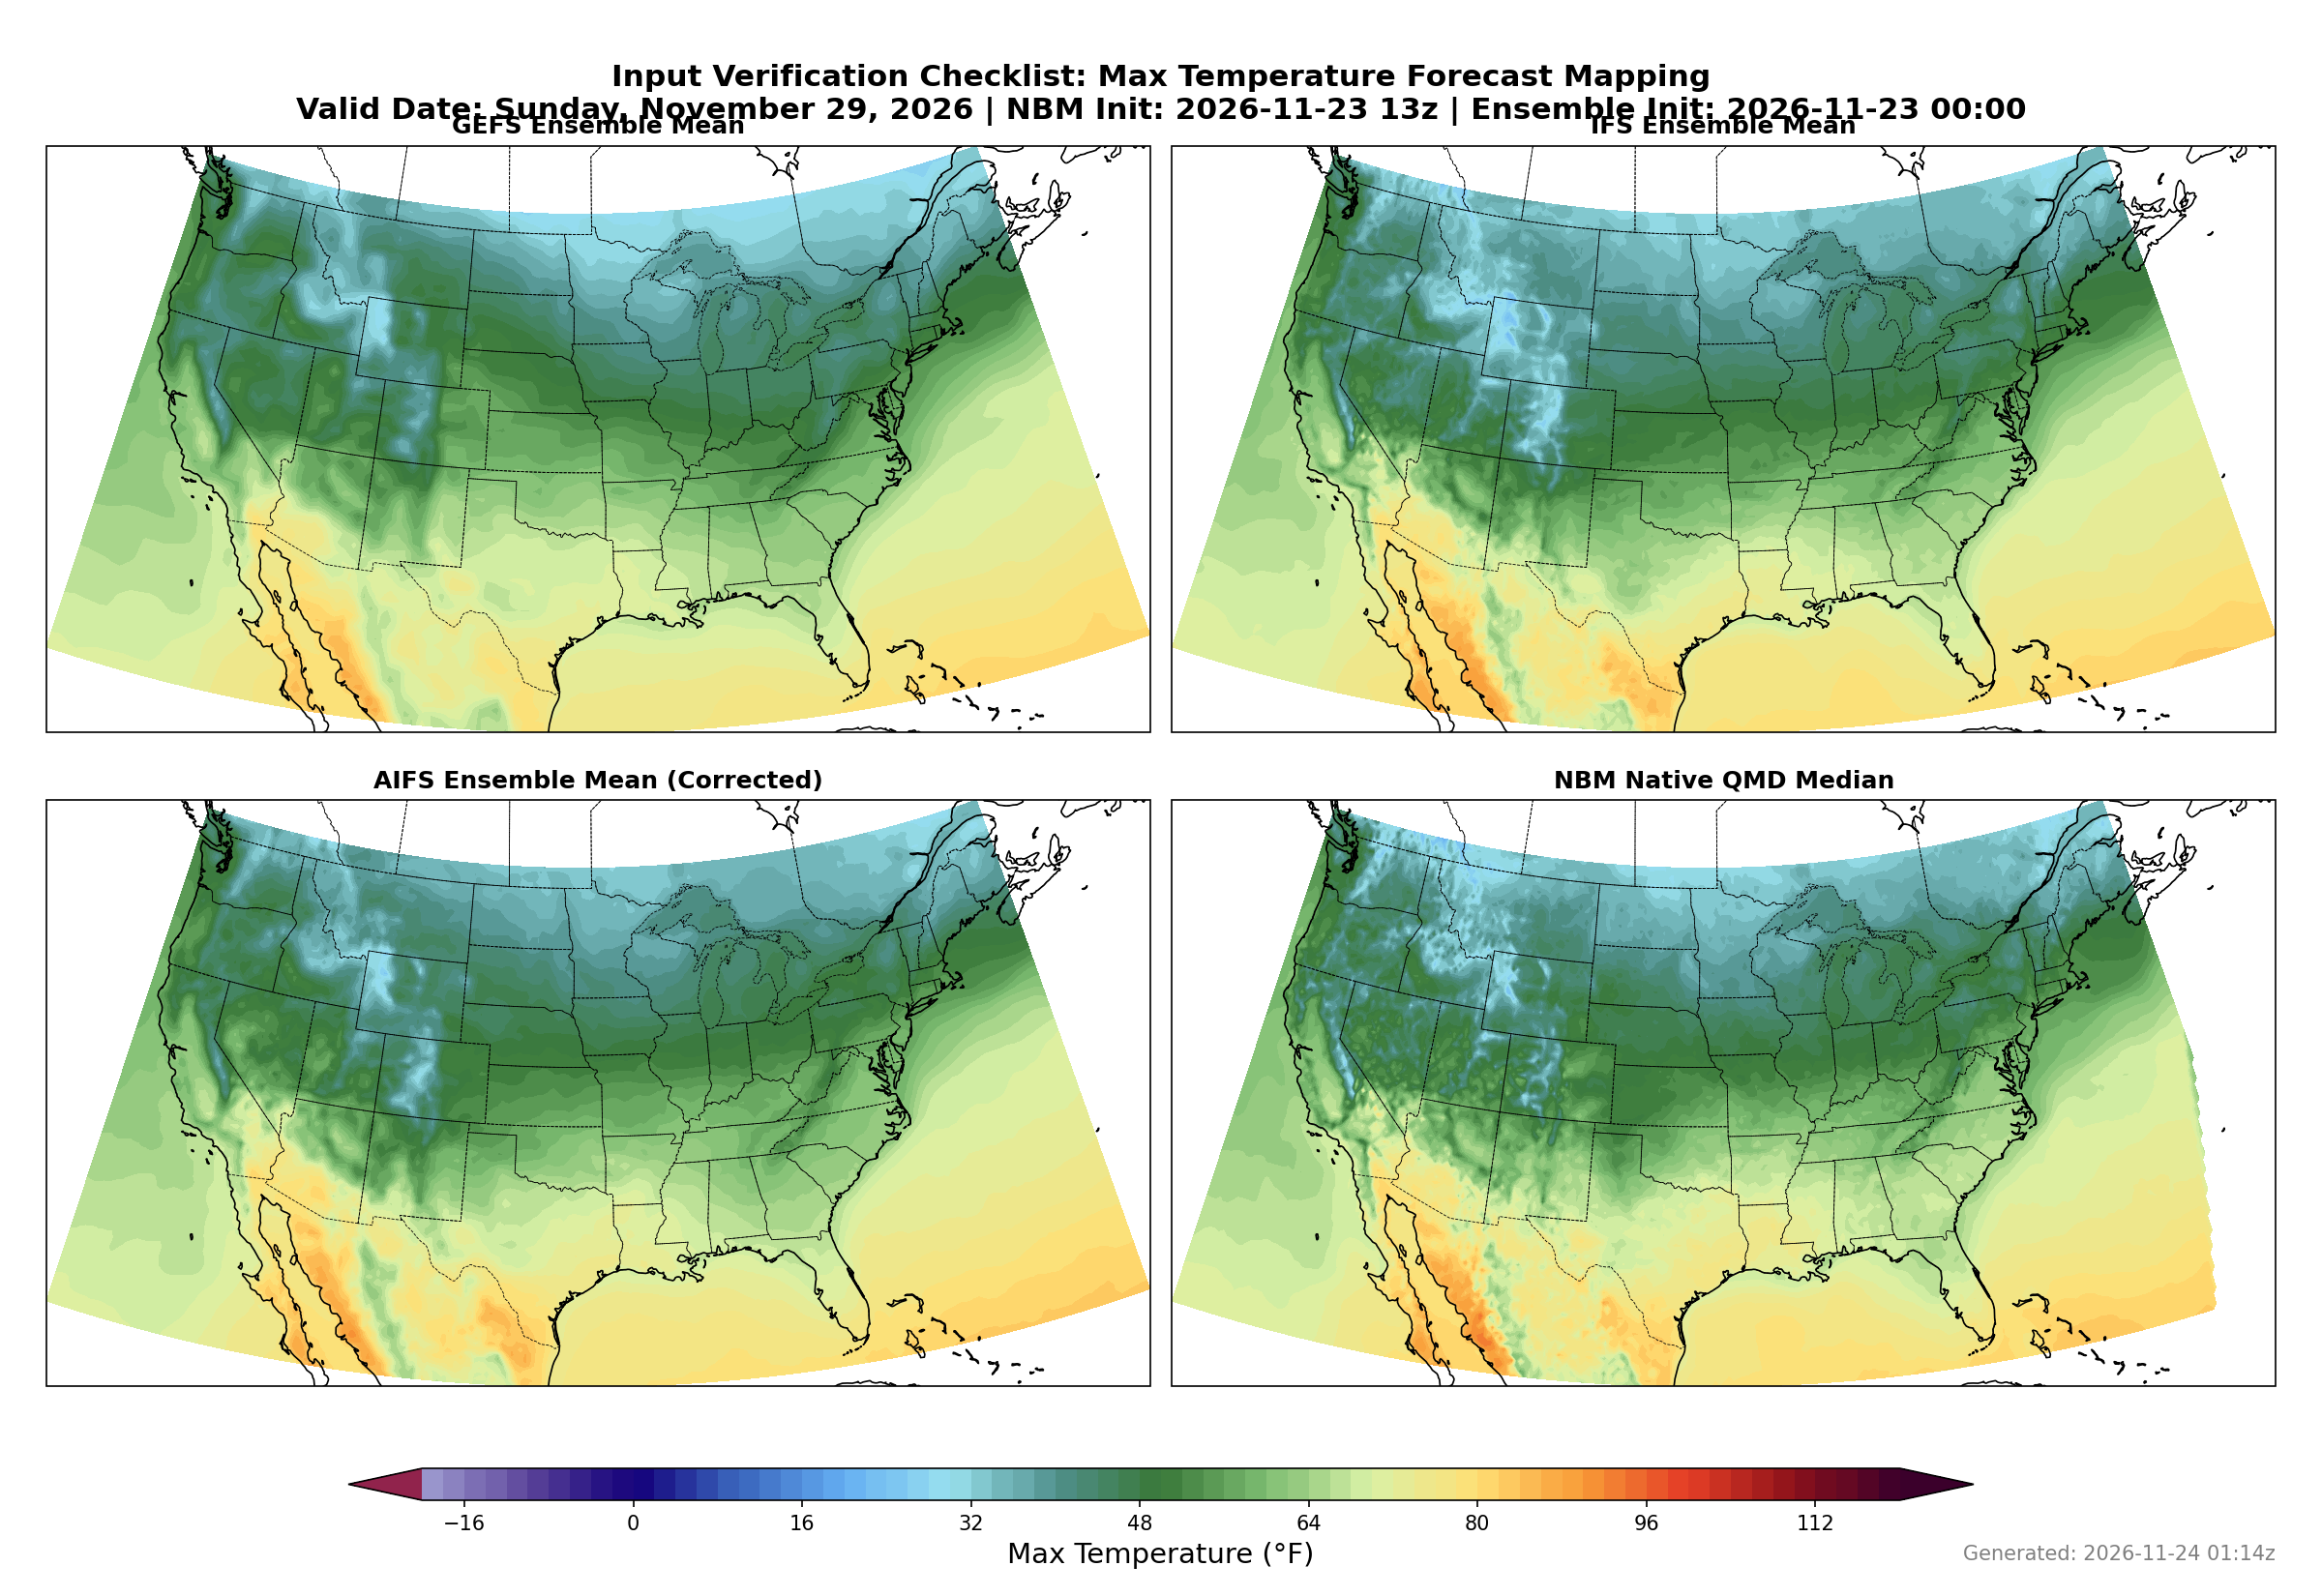 Input Verification Checklist: Max Temperature Forecast Mapping
Valid Date: Sunday, November 29, 2026 | NBM Init: 2026-11-23 13z | Ensemble Init: 2026-11-23 00:00
GEFS Ensemble Mean
IFS Ensemble Mean
AIFS Ensemble Mean (Corrected)
NBM Native QMD Median
−16 0 16 32 48 64 80 96 112
Max Temperature (°F)
Generated: 2026-11-24 01:14z